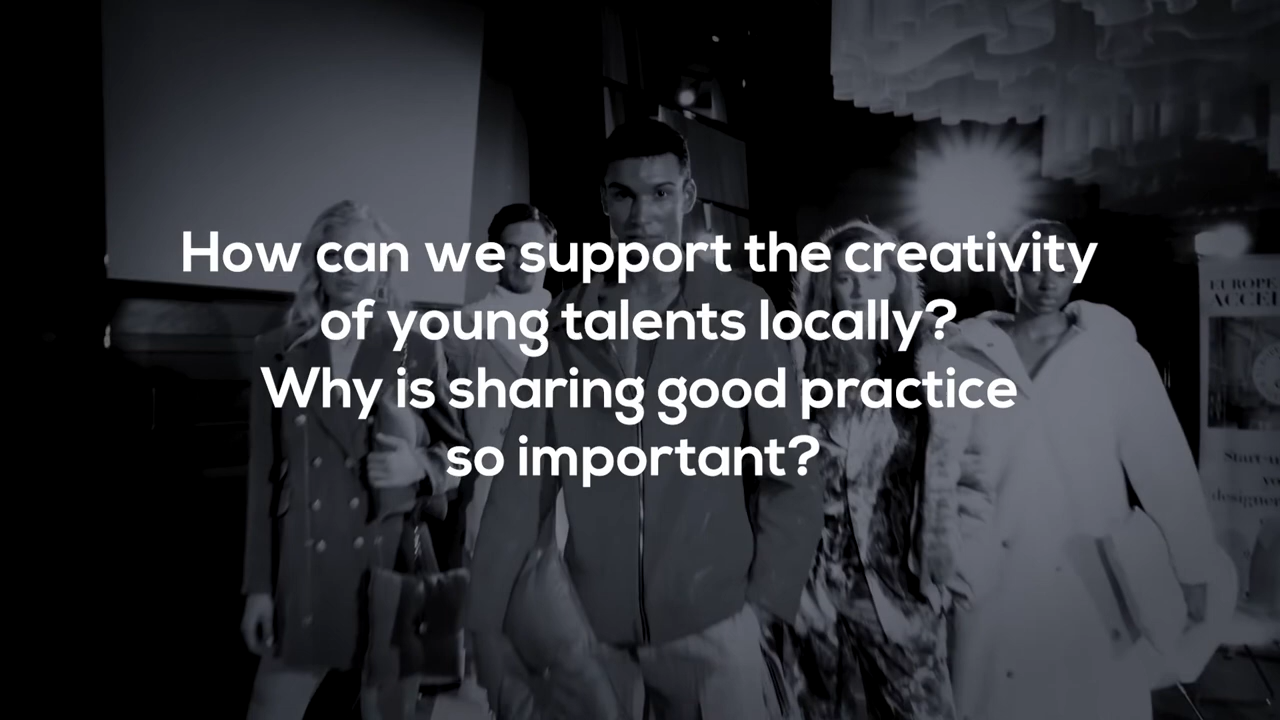 How can we support the creativity
of young talents locally?
Why is sharing good practice
so important?